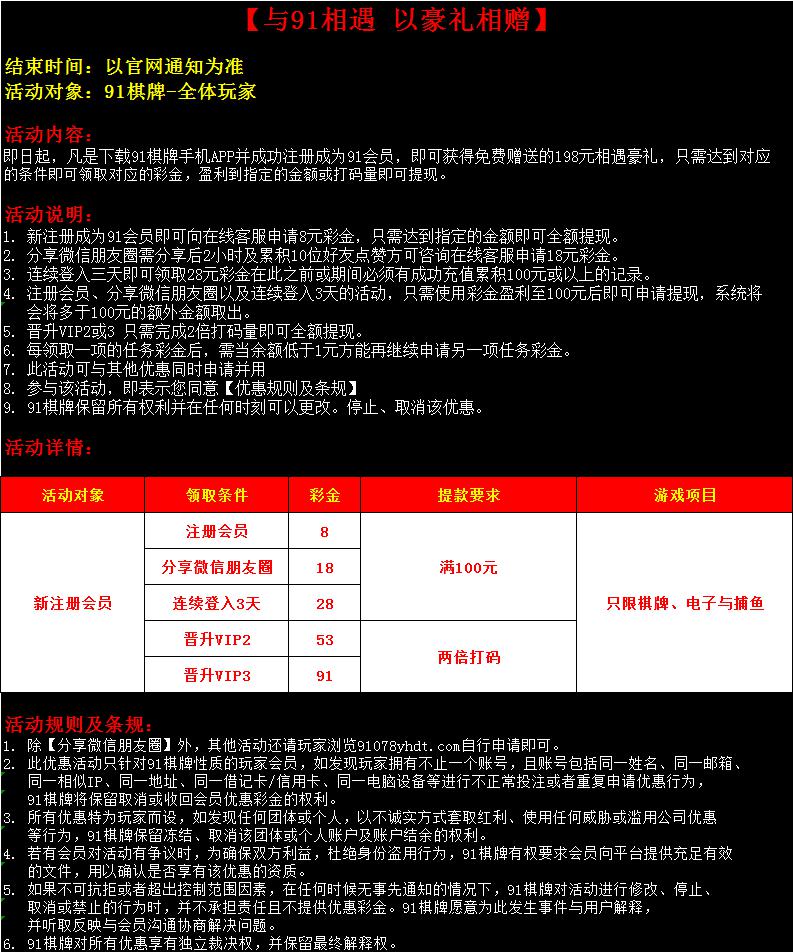 【与91相遇 以豪礼相赠】
结束时间：以官网通知为准
活动对象：91棋牌-全体玩家
活动内容：
即日起，凡是下载91棋牌手机APP并成功注册成为91会员，即可获得免费赠送的198元相遇豪礼，只需达到对应
的条件即可领取对应的彩金，盈利到指定的金额或打码量即可提现。
活动说明：
1. 新注册成为91会员即可向在线客服申请8元彩金，只需达到指定的金额即可全额提现。
2. 分享微信朋友圈需分享后2小时及累积10位好友点赞方可咨询在线客服申请18元彩金。
3. 连续登入三天即可领取28元彩金在此之前或期间必须有成功充值累积100元或以上的记录。
4. 注册会员、分享微信朋友圈以及连续登入3天的活动，只需使用彩金盈利至100元后即可申请提现，系统将
会将多于100元的额外金额取出。
5. 晋升VIP2或3 只需完成2倍打码量即可全额提现。
6. 每领取一项的任务彩金后，需当余额低于1元方能再继续申请另一项任务彩金。
7. 此活动可与其他优惠同时申请并用
8. 参与该活动，即表示您同意【优惠规则及条规】
9. 91棋牌保留所有权利并在任何时刻可以更改。停止、取消该优惠。
活动详情：
活动对象 领取条件 彩金 提款要求 游戏项目
注册会员 8
分享微信朋友圈 18 满100元
新注册会员 连续登入3天 28 只限棋牌、电子与捕鱼
晋升VIP2 53
两倍打码
晋升VIP3 91
活动规则及条规：
1. 除【分享微信朋友圈】外，其他活动还请玩家浏览91078yhdt.com自行申请即可。
2. 此优惠活动只针对91棋牌性质的玩家会员，如发现玩家拥有不止一个账号，且账号包括同一姓名、同一邮箱、
同一相似IP、同一地址、同一借记卡/信用卡、同一电脑设备等进行不正常投注或者重复申请优惠行为，
91棋牌将保留取消或收回会员优惠彩金的权利。
3. 所有优惠特为玩家而设，如发现任何团体或个人，以不诚实方式套取红利、使用任何威胁或滥用公司优惠
等行为，91棋牌保留冻结、取消该团体或个人账户及账户结余的权利。
4. 若有会员对活动有争议时，为确保双方利益，杜绝身份盗用行为，91棋牌有权要求会员向平台提供充足有效
的文件，用以确认是否享有该优惠的资质。
5. 如果不可抗拒或者超出控制范围因素，在任何时候无事先通知的情况下，91棋牌对活动进行修改、停止、
取消或禁止的行为时，并不承担责任且不提供优惠彩金。91棋牌愿意为此发生事件与用户解释，
并听取反映与会员沟通协商解决问题。
6. 91棋牌对所有优惠享有独立裁决权，并保留最终解释权。